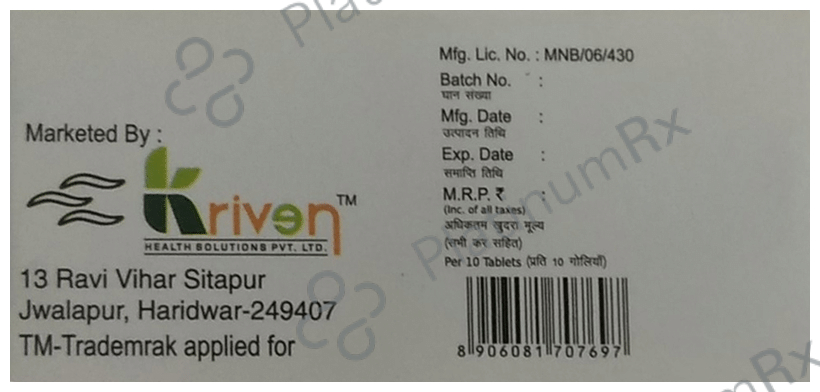 Marketed By :
Kriven™
HEALTH SOLUTIONS PVT. LTD.
13 Ravi Vihar Sitapur
Jwalapur, Haridwar-249407
TM-Trademrak applied for
Mfg. Lic. No. : MNB/06/430
Batch No. :
घान संख्या
Mfg. Date :
उत्पादन तिथि
Exp. Date :
समाप्ति तिथि
M.R.P. ₹ :
(Inc. of all taxes)
अधिकतम खुदरा मूल्य
(सभी कर सहित)
Per 10 Tablets (प्रति 10 गोलियाँ)
8 906081 707697
PlatinumRx